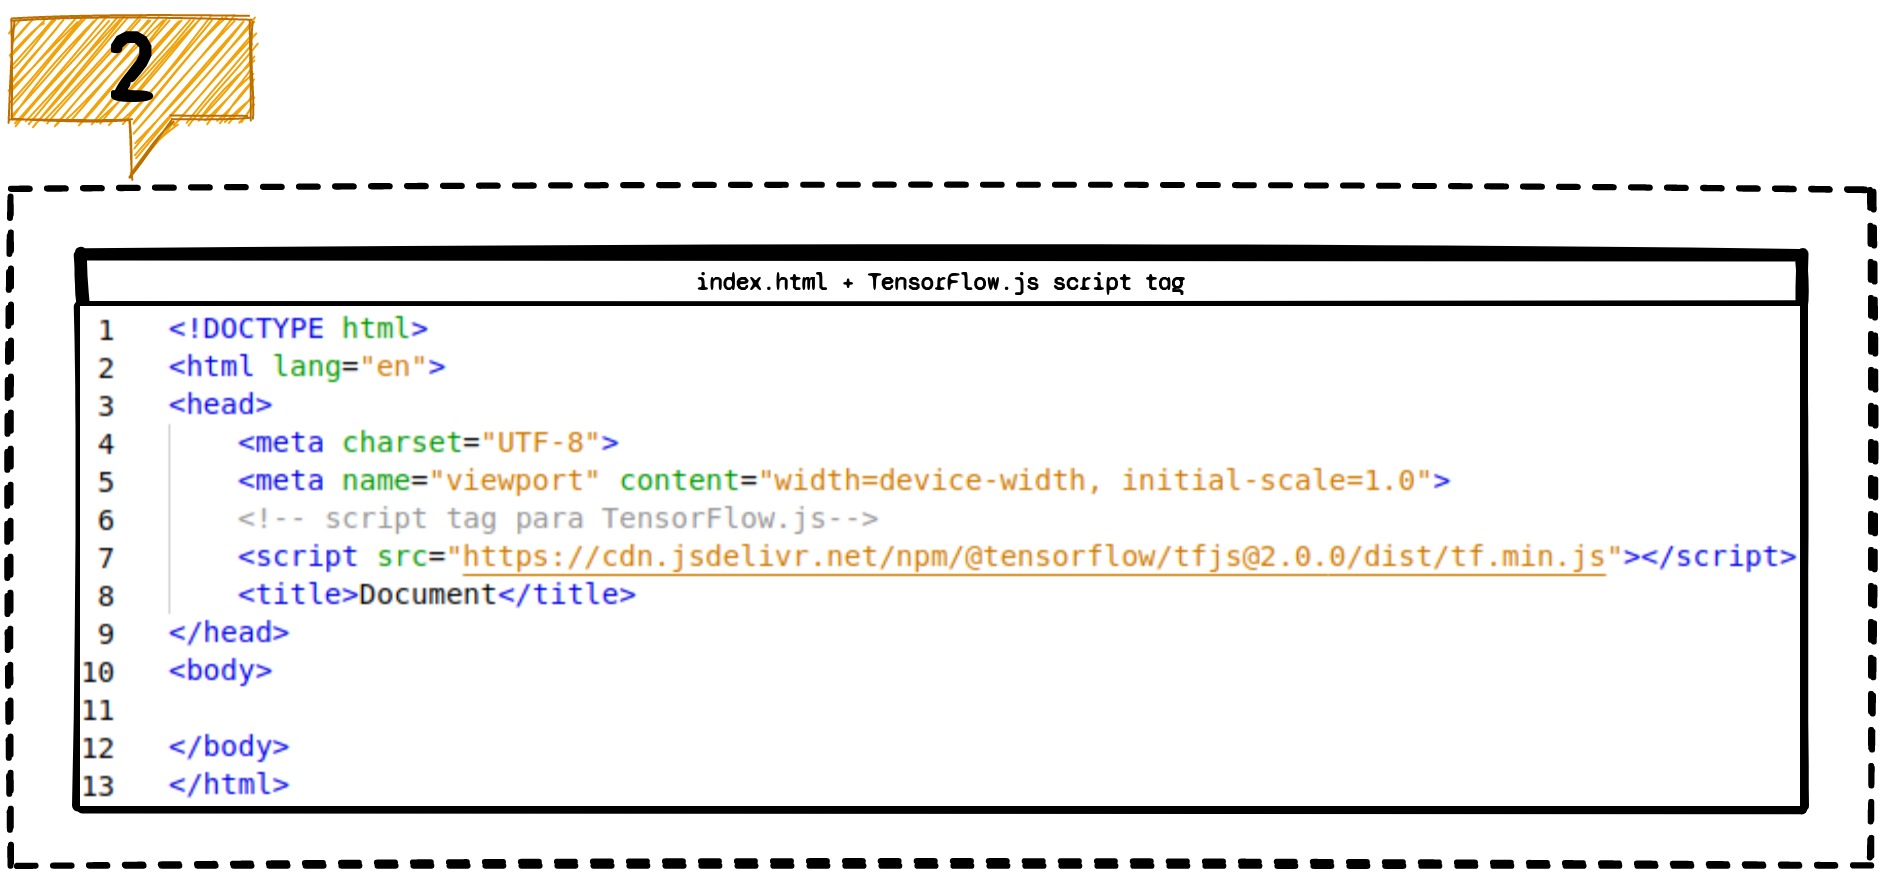 2
index.html + TensorFlow.js script tag
1 <!DOCTYPE html>
2 <html lang="en">
3 <head>
4     <meta charset="UTF-8">
5     <meta name="viewport" content="width=device-width, initial-scale=1.0">
6     <!-- script tag para TensorFlow.js-->
7     <script src="https://cdn.jsdelivr.net/npm/@tensorflow/tfjs@2.0.0/dist/tf.min.js"></script>
8     <title>Document</title>
9 </head>
10 <body>
11
12 </body>
13 </html>